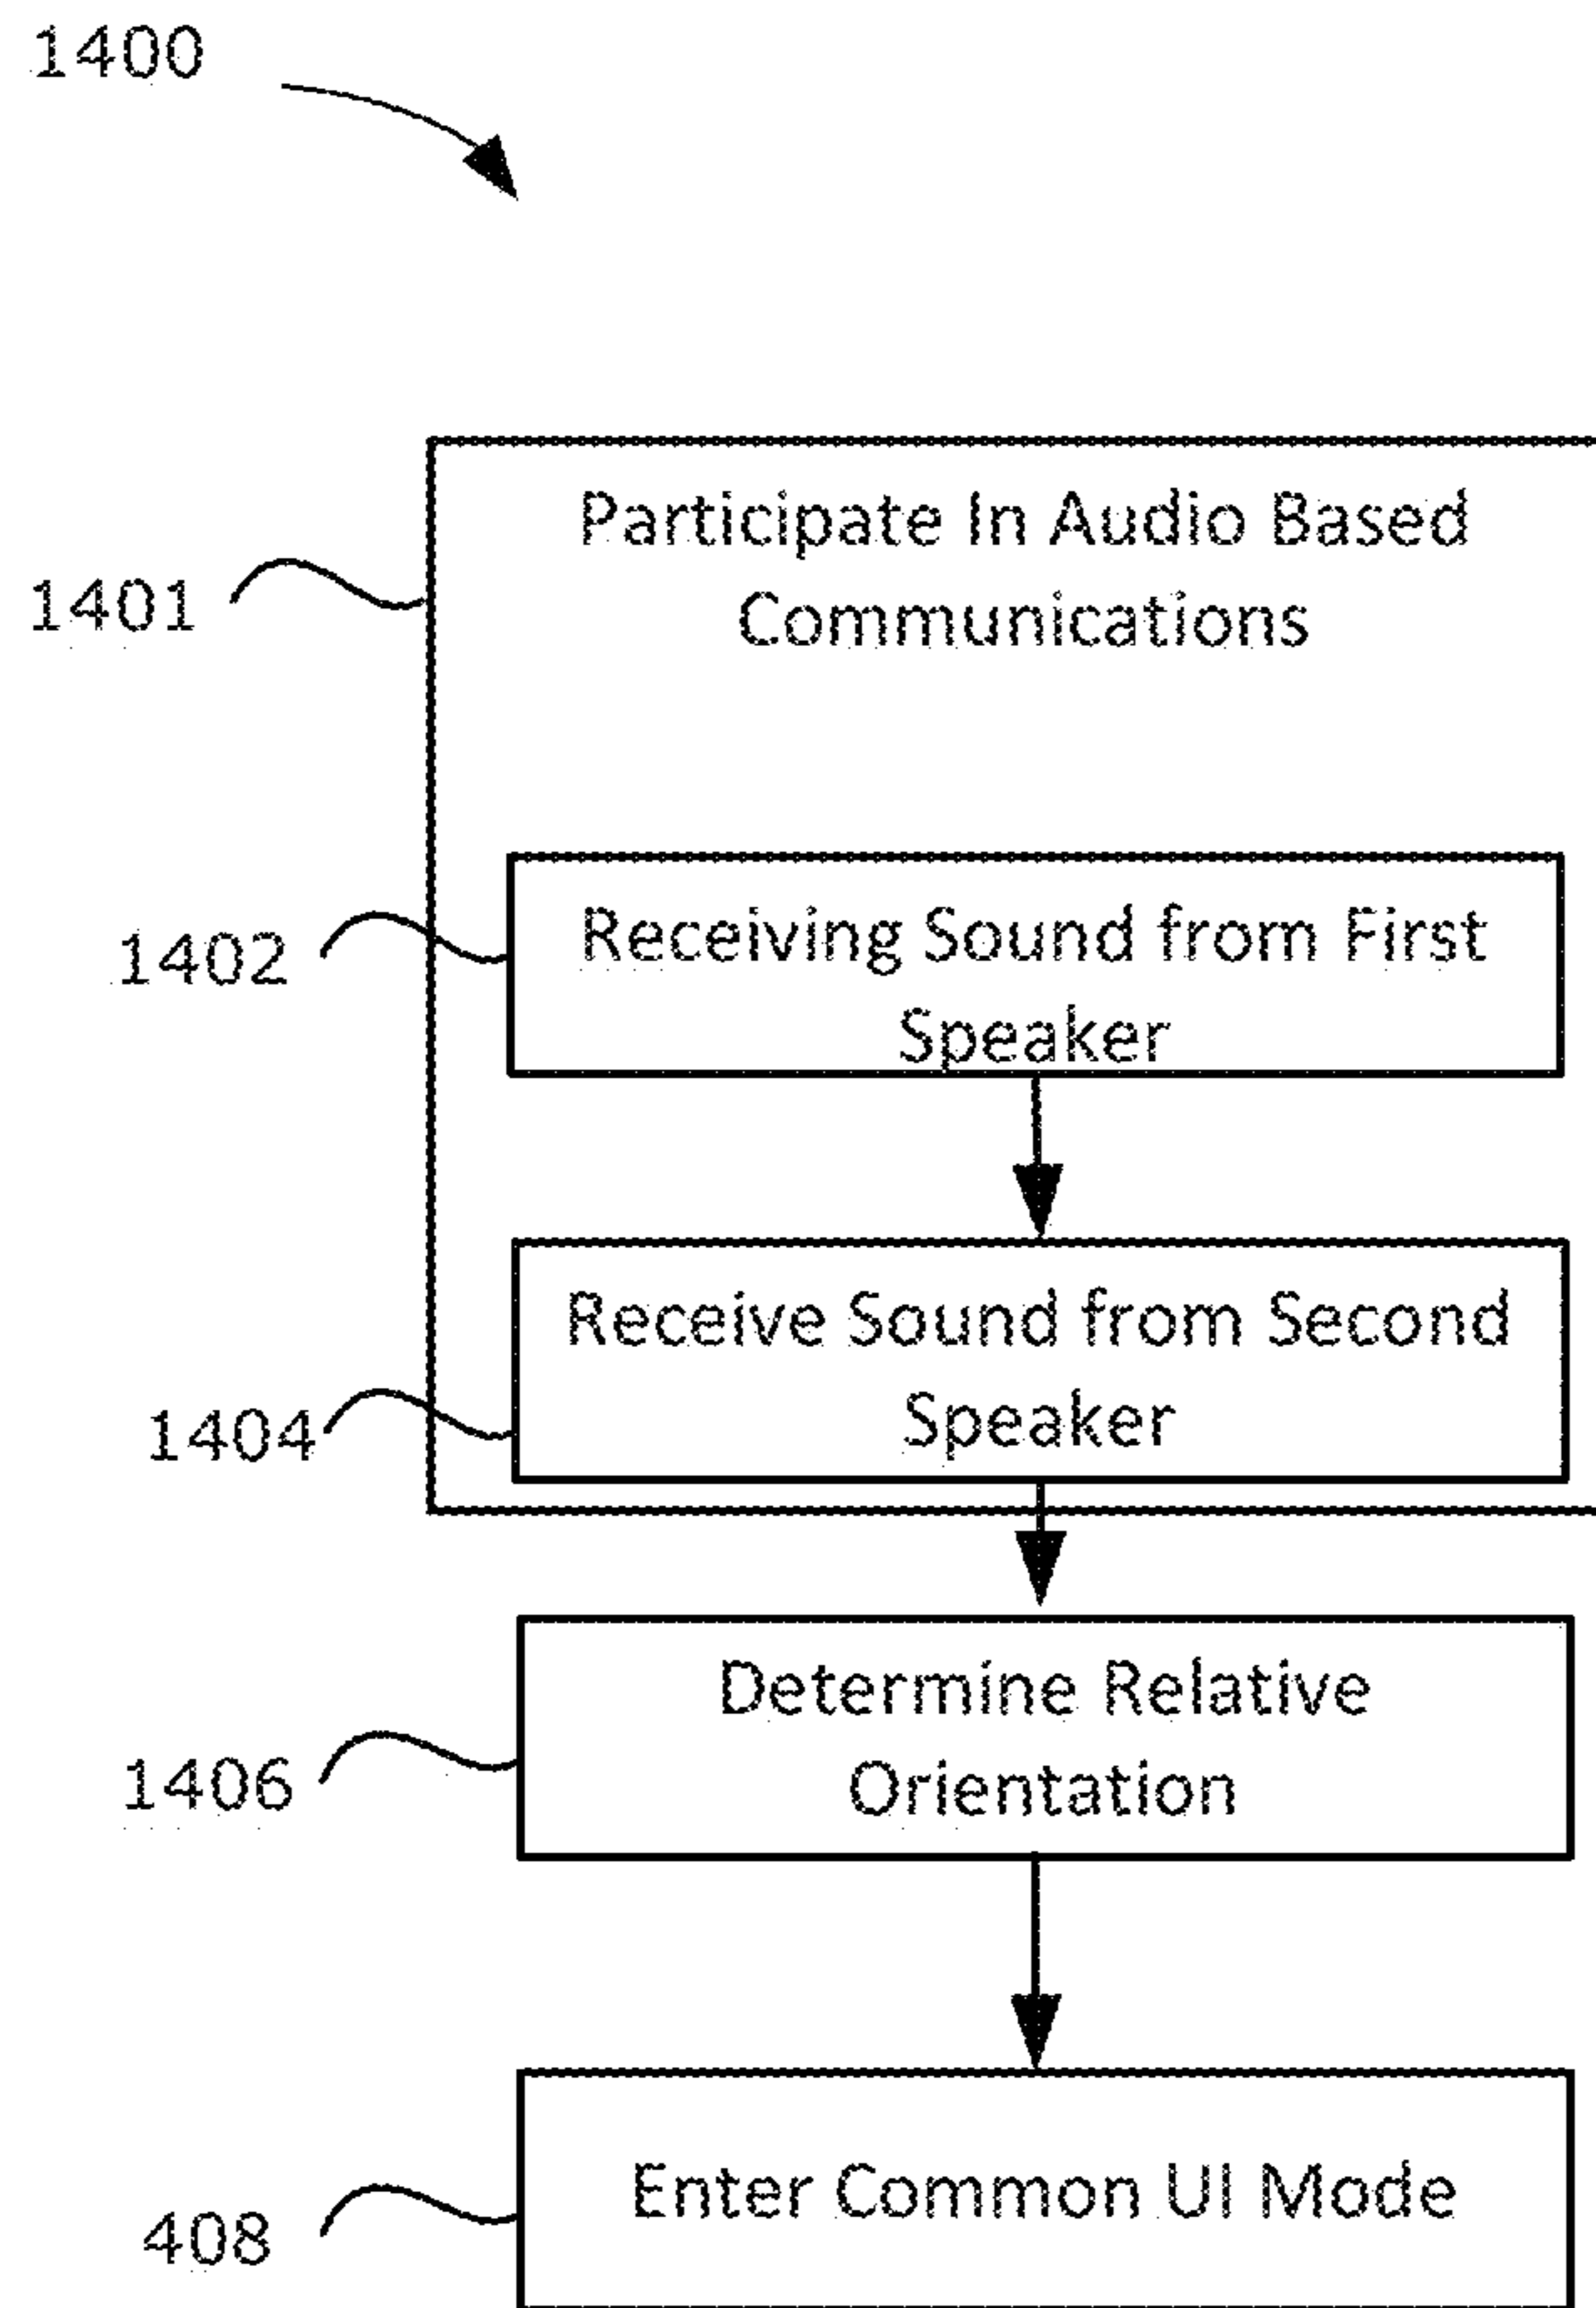 1400
Participate In Audio Based
Communications
1401
Receiving Sound from First
Speaker
1402
Receive Sound from Second
Speaker
1404
Determine Relative
Orientation
1406
Enter Common UI Mode
408